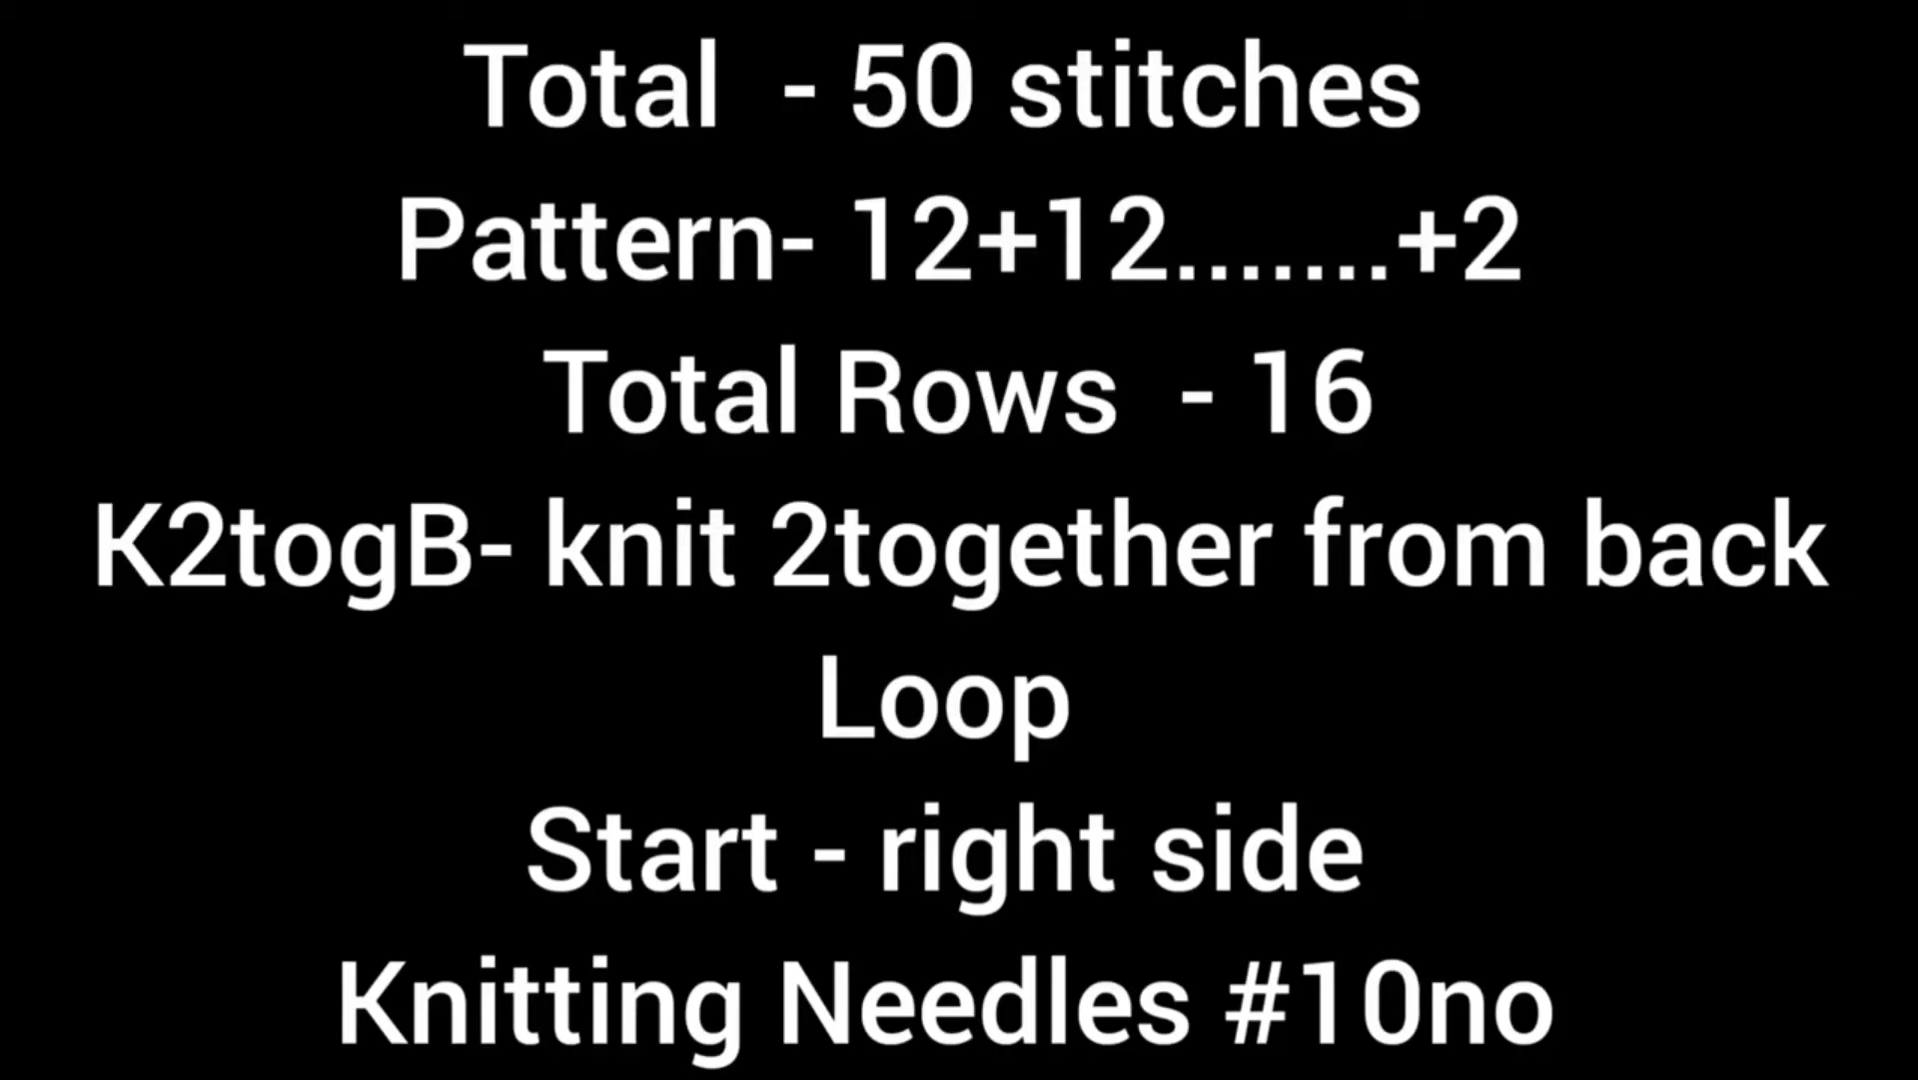 Total - 50 stitches
Pattern- 12+12.......+2
Total Rows - 16
K2togB- knit 2together from back
Loop
Start - right side
Knitting Needles #10no